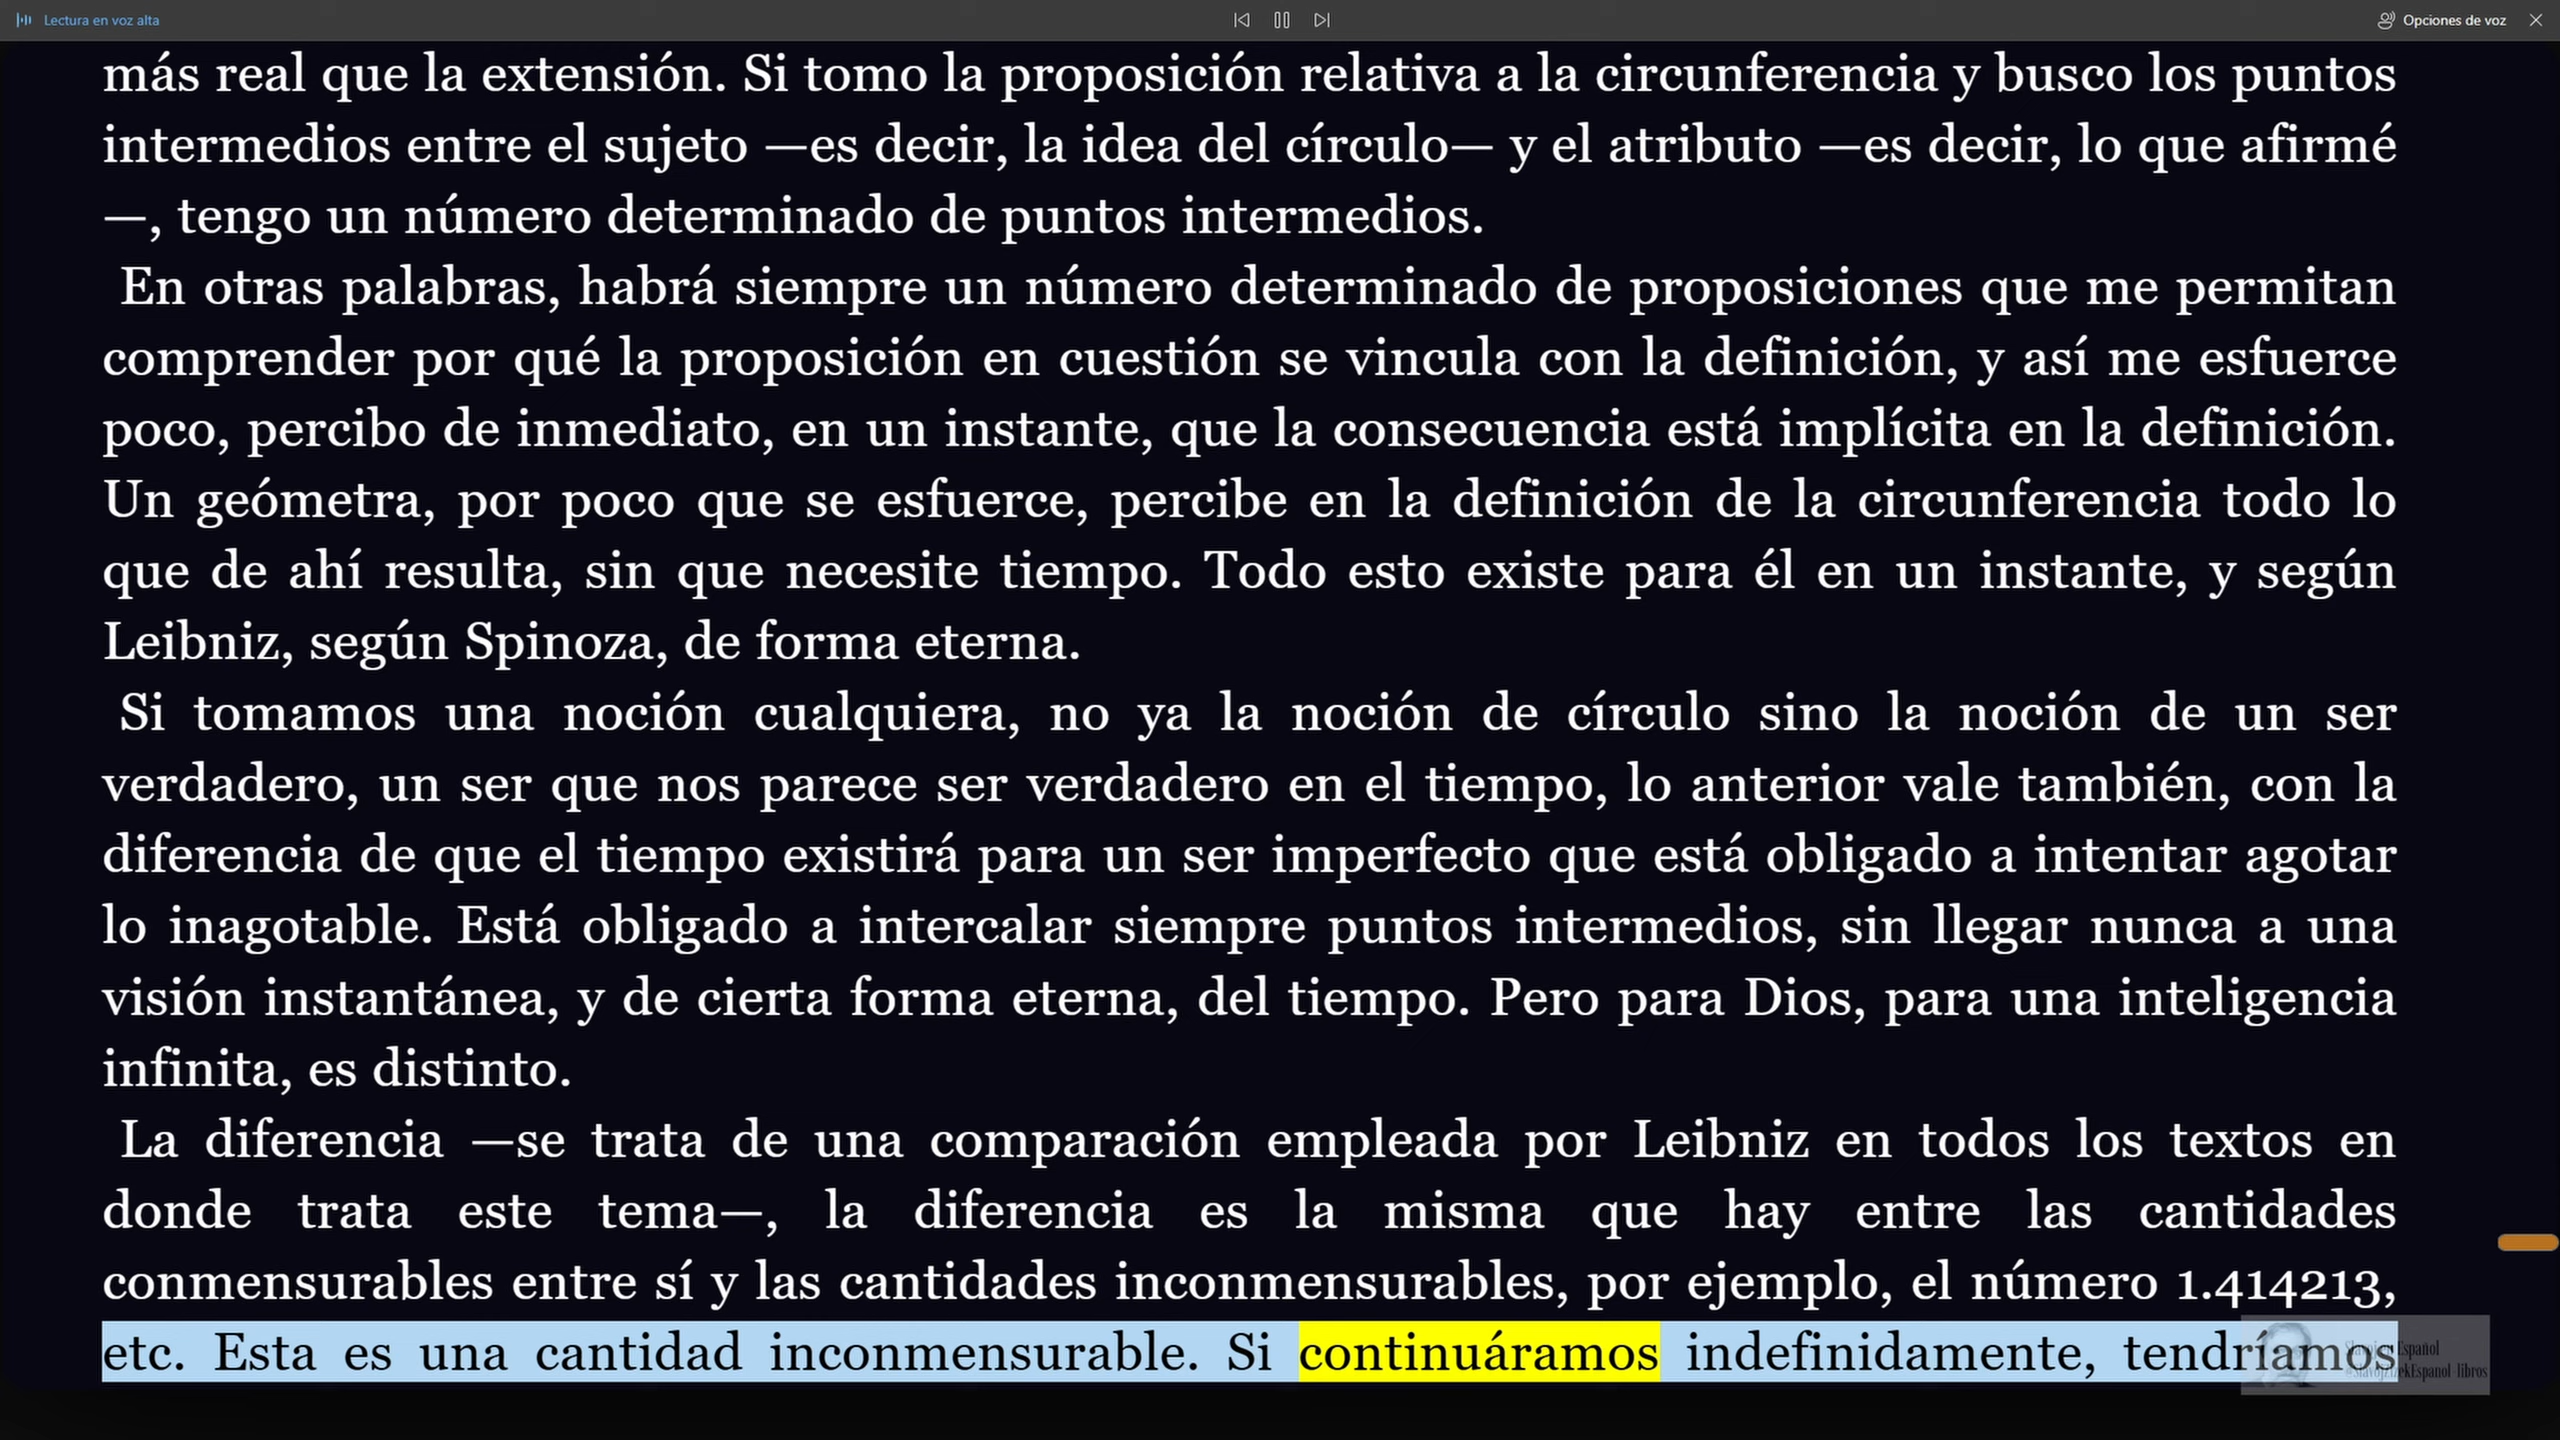 Lectura en voz alta
Opciones de voz
más real que la extensión. Si tomo la proposición relativa a la circunferencia y busco los puntos
intermedios entre el sujeto —es decir, la idea del círculo— y el atributo —es decir, lo que afirmé
—, tengo un número determinado de puntos intermedios.
En otras palabras, habrá siempre un número determinado de proposiciones que me permitan
comprender por qué la proposición en cuestión se vincula con la definición, y así me esfuerce
poco, percibo de inmediato, en un instante, que la consecuencia está implícita en la definición.
Un geómetra, por poco que se esfuerce, percibe en la definición de la circunferencia todo lo
que de ahí resulta, sin que necesite tiempo. Todo esto existe para él en un instante, y según
Leibniz, según Spinoza, de forma eterna.
Si tomamos una noción cualquiera, no ya la noción de círculo sino la noción de un ser
verdadero, un ser que nos parece ser verdadero en el tiempo, lo anterior vale también, con la
diferencia de que el tiempo existirá para un ser imperfecto que está obligado a intentar agotar
lo inagotable. Está obligado a intercalar siempre puntos intermedios, sin llegar nunca a una
visión instantánea, y de cierta forma eterna, del tiempo. Pero para Dios, para una inteligencia
infinita, es distinto.
La diferencia —se trata de una comparación empleada por Leibniz en todos los textos en
donde trata este tema—, la diferencia es la misma que hay entre las cantidades
conmensurables entre sí y las cantidades inconmensurables, por ejemplo, el número 1.414213,
etc. Esta es una cantidad inconmensurable. Si continuáramos indefinidamente, tendríamos
Español